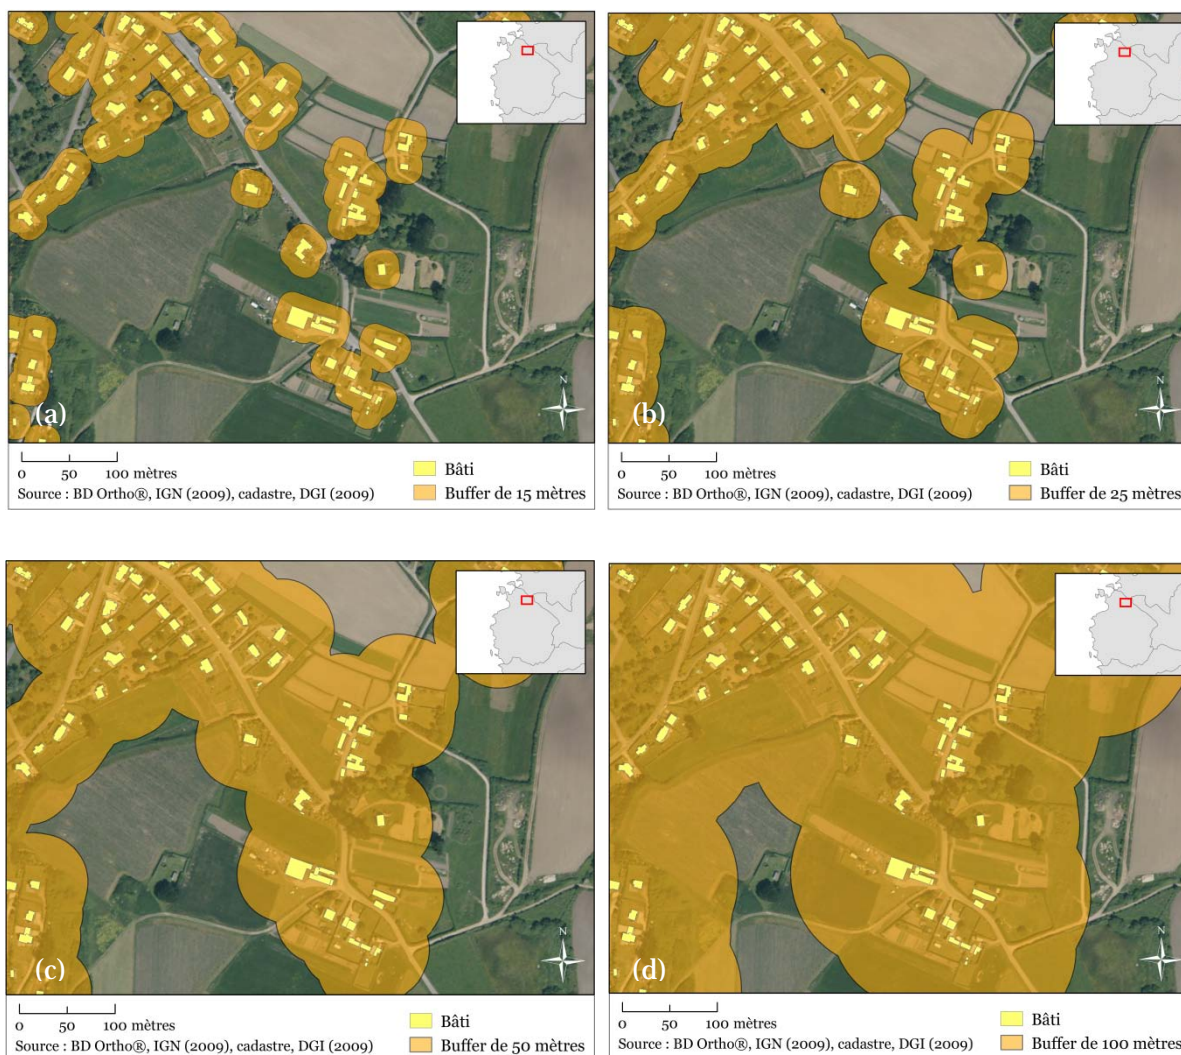 (a)
N
0 50 100 mètres
Bâti
Source : BD Ortho®, IGN (2009), cadastre, DGI (2009)
Buffer de 15 mètres
(b)
N
0 50 100 mètres
Bâti
Source : BD Ortho®, IGN (2009), cadastre, DGI (2009)
Buffer de 25 mètres
(c)
N
0 50 100 mètres
Bâti
Source : BD Ortho®, IGN (2009), cadastre, DGI (2009)
Buffer de 50 mètres
(d)
N
0 50 100 mètres
Bâti
Source : BD Ortho®, IGN (2009), cadastre, DGI (2009)
Buffer de 100 mètres